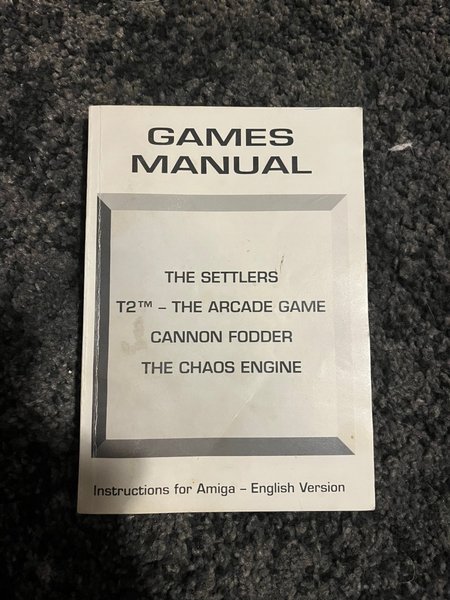 GAMES
MANUAL
THE SETTLERS
T2™ – THE ARCADE GAME
CANNON FODDER
THE CHAOS ENGINE
Instructions for Amiga – English Version